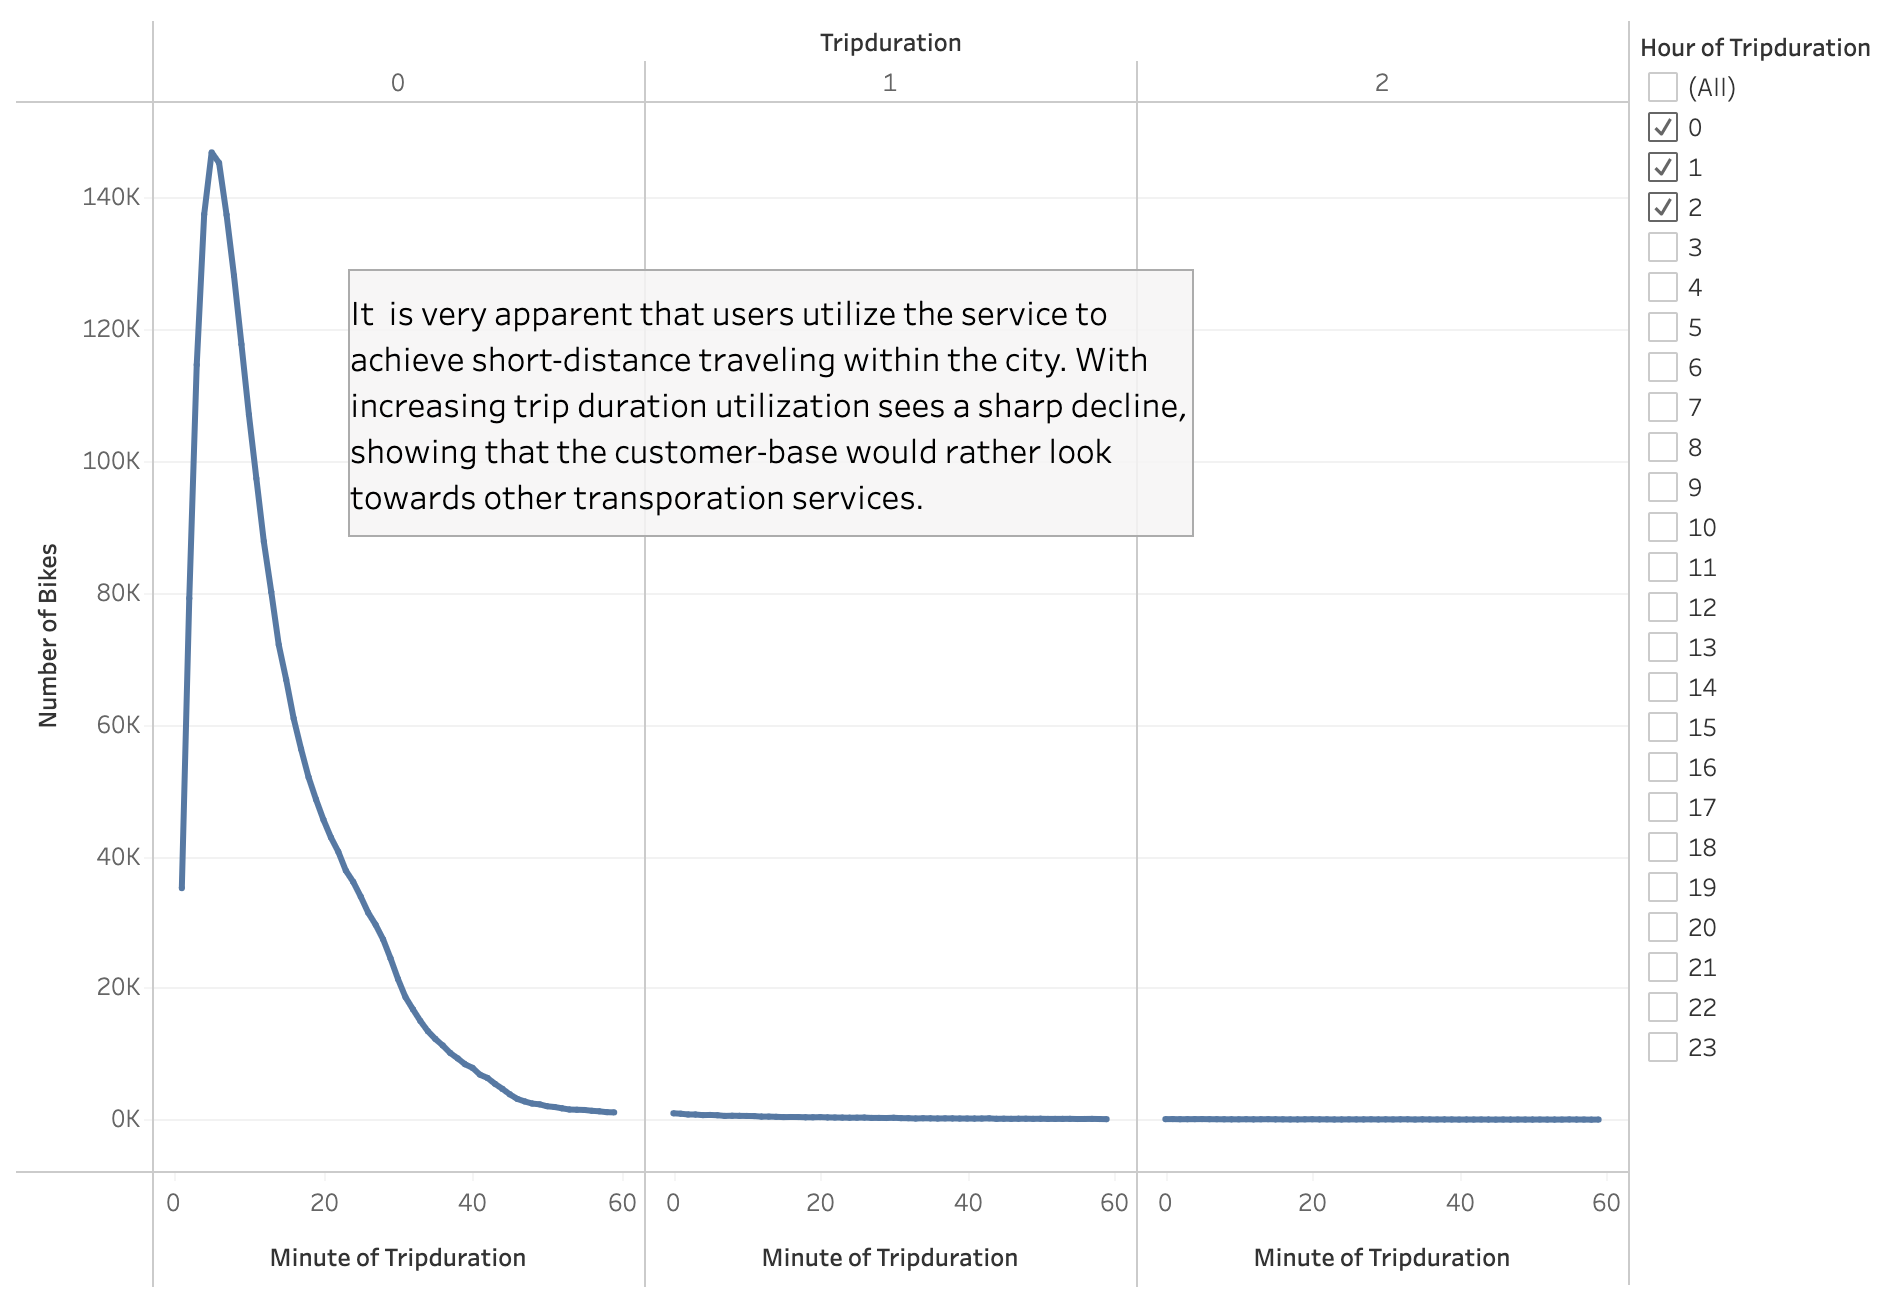 Tripduration
0 1 2
140K
120K
100K
80K
60K
40K
20K
0K
Number of Bikes
It  is very apparent that users utilize the service to
achieve short-distance traveling within the city. With
increasing trip duration utilization sees a sharp decline,
showing that the customer-base would rather look
towards other transporation services.
0 20 40 60 0 20 40 60 0 20 40 60
Minute of Tripduration Minute of Tripduration Minute of Tripduration
Hour of Tripduration
(All)
0
1
2
3
4
5
6
7
8
9
10
11
12
13
14
15
16
17
18
19
20
21
22
23